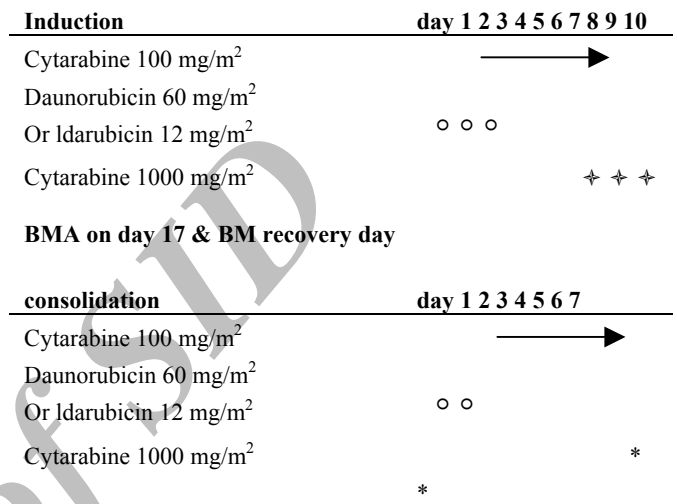 Induction day 1 2 3 4 5 6 7 8 9 10
Cytarabine 100 mg/m²
Daunorubicin 60 mg/m²
Or Idarubicin 12 mg/m²
Cytarabine 1000 mg/m²
BMA on day 17 & BM recovery day
consolidation day 1 2 3 4 5 6 7
Cytarabine 100 mg/m²
Daunorubicin 60 mg/m²
Or Idarubicin 12 mg/m²
Cytarabine 1000 mg/m² *
*
f SID